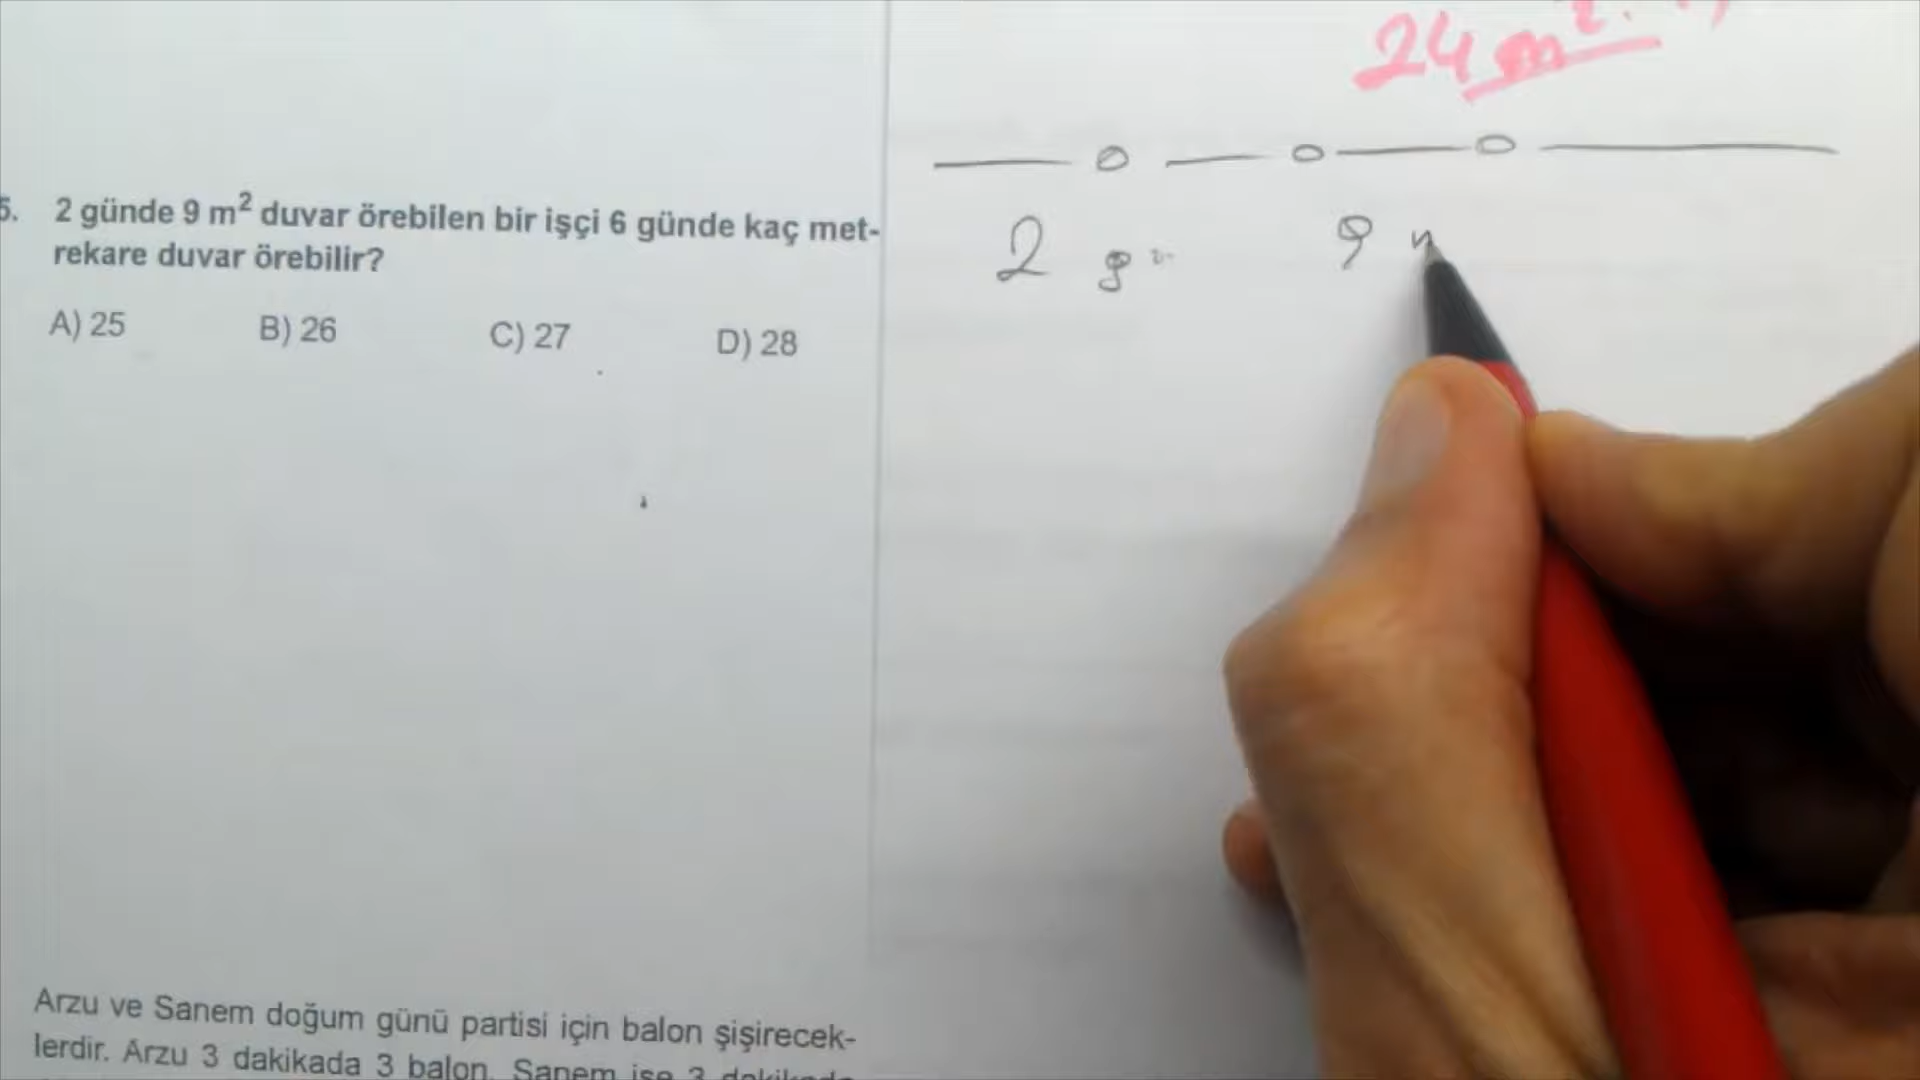 24 m².
5. 2 günde 9 m² duvar örebilen bir işçi 6 günde kaç met-
rekare duvar örebilir?
A) 25 B) 26 C) 27 D) 28
2 g 9
Arzu ve Sanem doğum günü partisi için balon şişirecek-
lerdir. Arzu 3 dakikada 3 balon, Sanem ise 3 dakikada